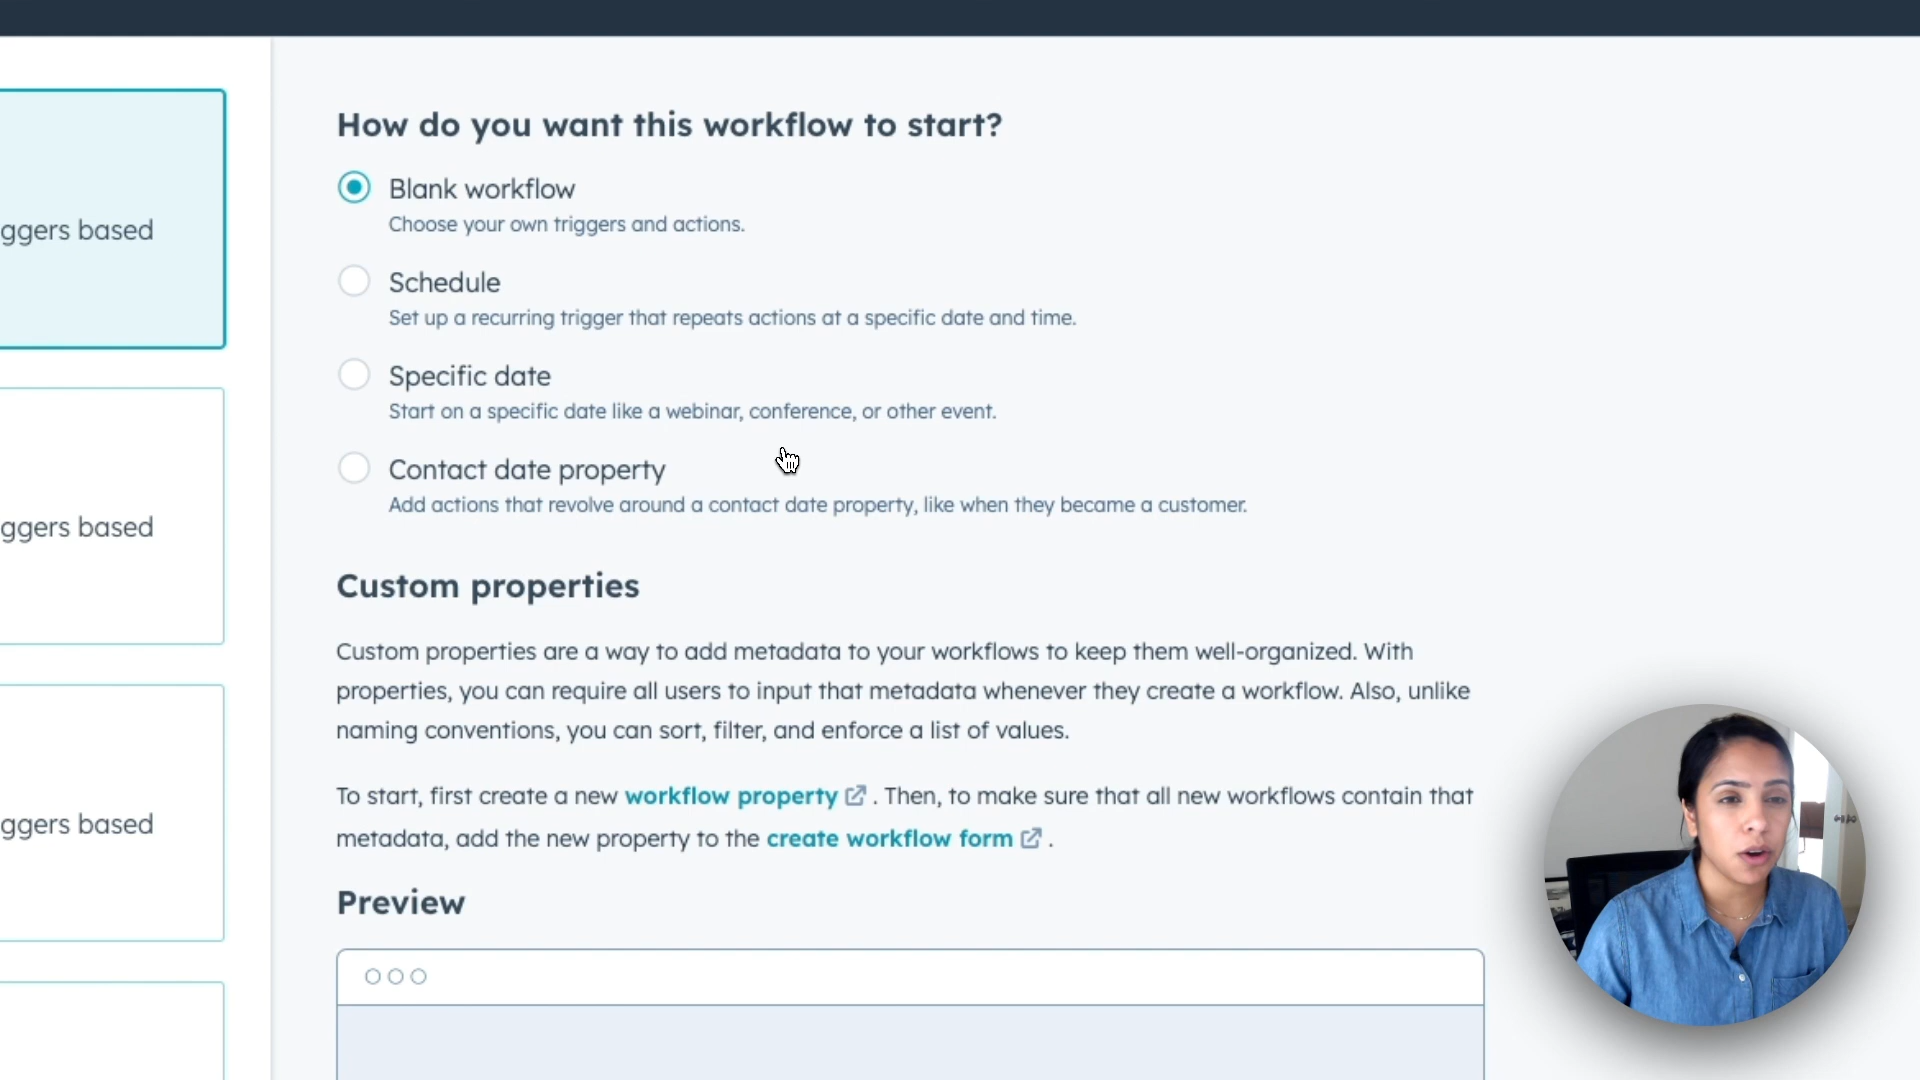 How do you want this workflow to start?
Blank workflow
Choose your own triggers and actions.
ggers based
Schedule
Set up a recurring trigger that repeats actions at a specific date and time.
Specific date
Start on a specific date like a webinar, conference, or other event.
Contact date property
Add actions that revolve around a contact date property, like when they became a customer.
ggers based
Custom properties
Custom properties are a way to add metadata to your workflows to keep them well-organized. With
properties, you can require all users to input that metadata whenever they create a workflow. Also, unlike
naming conventions, you can sort, filter, and enforce a list of values.
To start, first create a new workflow property . Then, to make sure that all new workflows contain that
metadata, add the new property to the create workflow form .
ggers based
Preview